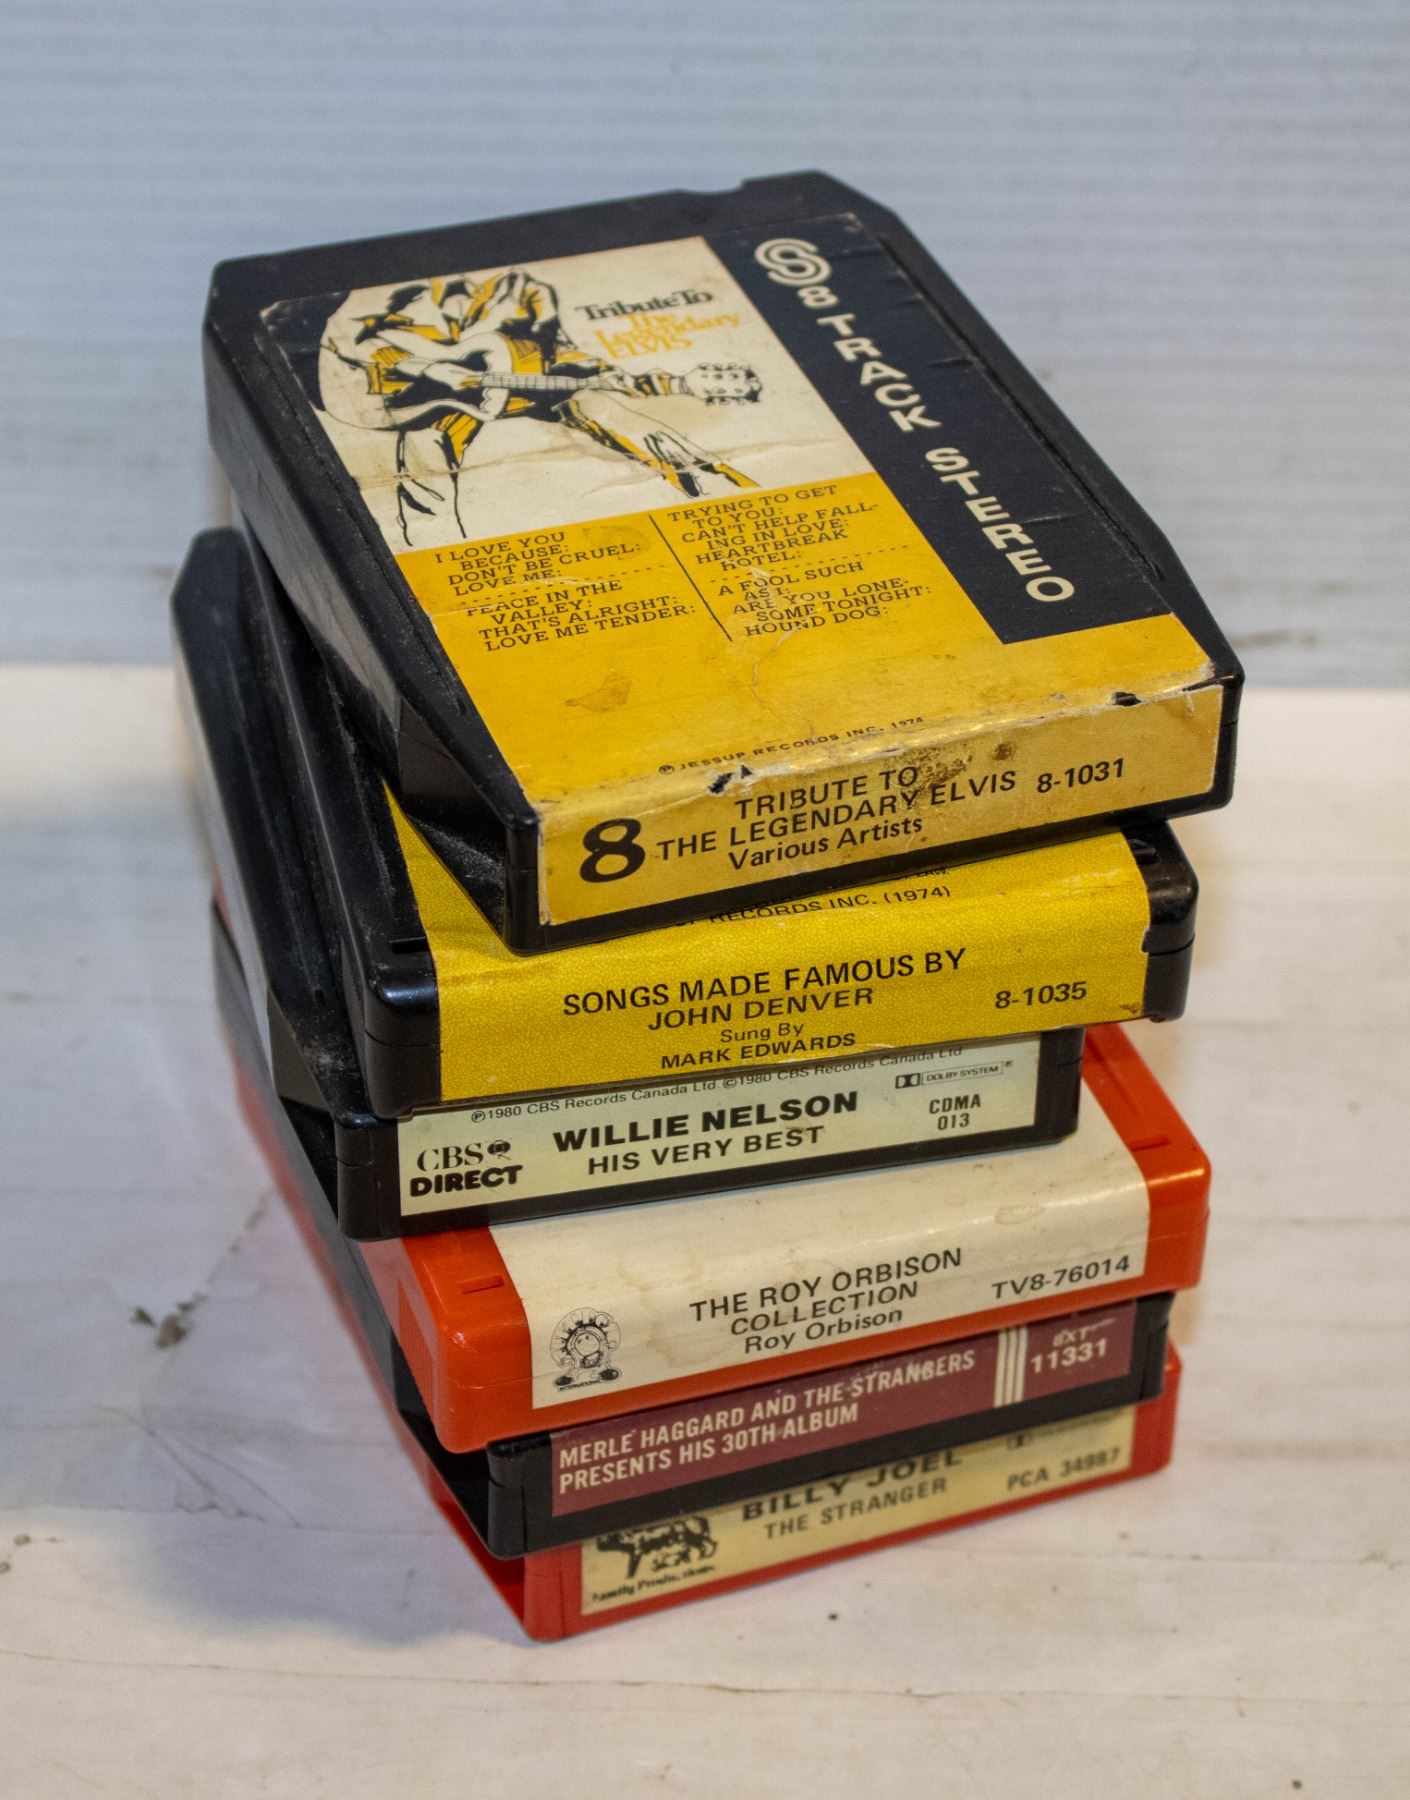 Tribute To
The
Legendary
ELVIS
8 TRACK STEREO
I LOVE YOU
BECAUSE:
DON'T BE CRUEL:
LOVE ME:
PEACE IN THE
VALLEY:
THAT'S ALRIGHT:
LOVE ME TENDER:
TRYING TO GET
TO YOU:
CAN'T HELP FALL-
ING IN LOVE:
HEARTBREAK
HOTEL:
A FOOL SUCH
AS I:
ARE YOU LONE-
SOME TONIGHT:
HOUND DOG:
℗ JESSUP RECORDS INC. 1974
8
TRIBUTE TO
THE LEGENDARY ELVIS 8-1031
Various Artists
RECORDS INC. (1974)
SONGS MADE FAMOUS BY
JOHN DENVER 8-1035
Sung By
MARK EDWARDS
℗1980 CBS Records Canada Ltd. ©1980 CBS Records Canada Ltd
DOLBY SYSTEM®
CBS
DIRECT
WILLIE NELSON
HIS VERY BEST
CDMA
013
THE ROY ORBISON
COLLECTION
Roy Orbison
TV8-76014
MERLE HAGGARD AND THE STRANGERS
PRESENTS HIS 30TH ALBUM
8XT
11331
BILLY JOEL
THE STRANGER
PCA 34987
Family Productions